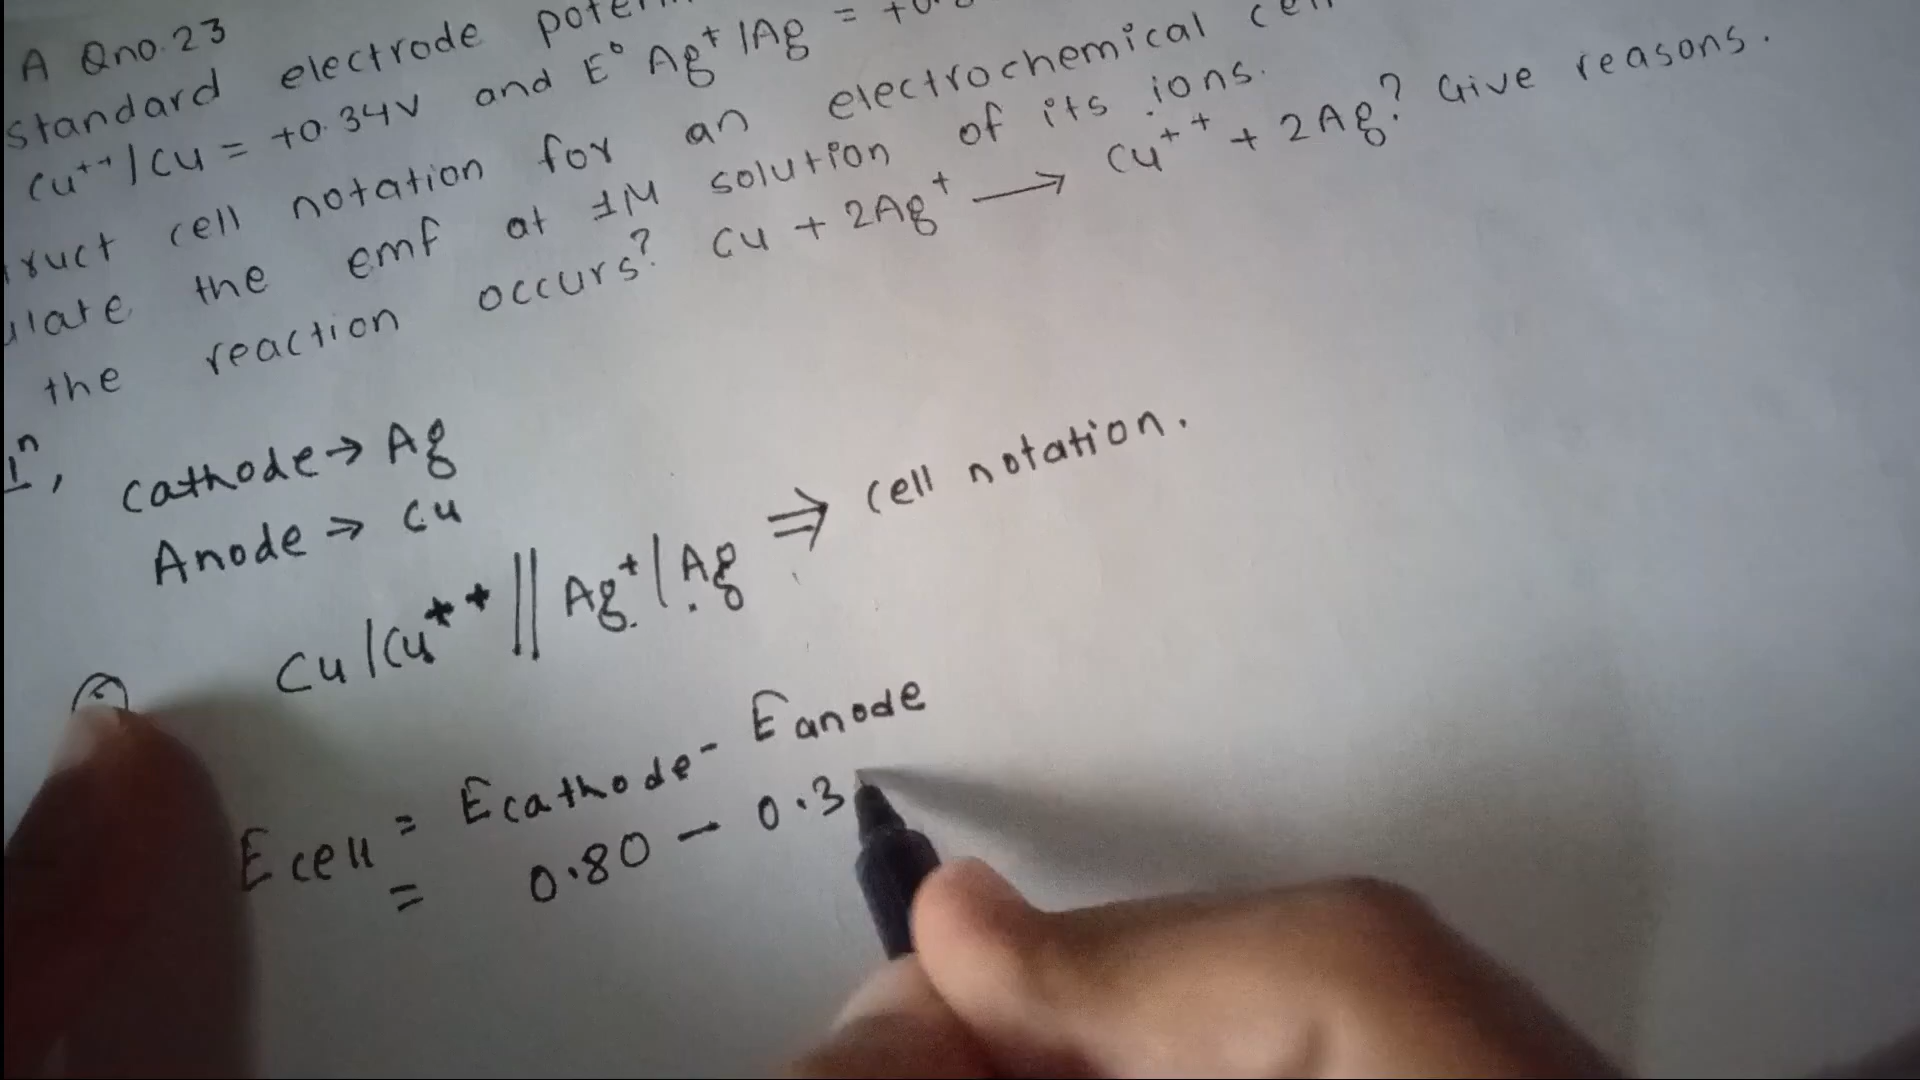 A Qno. 23
standard electrode
Cu++/Cu = +0.34V and E° Ag+/Ag = +0.
cell notation for an electrochemical
the emf at 1M solution of its ions.
the reaction occurs? Cu + 2Ag+ → Cu++ + 2Ag? Give reasons.
cathode → Ag
Anode ⇒ Cu
Cu/Cu++ || Ag+/Ag ⇒ cell notation.
Ecell = Ecathode - Eanode
= 0.80 - 0.3